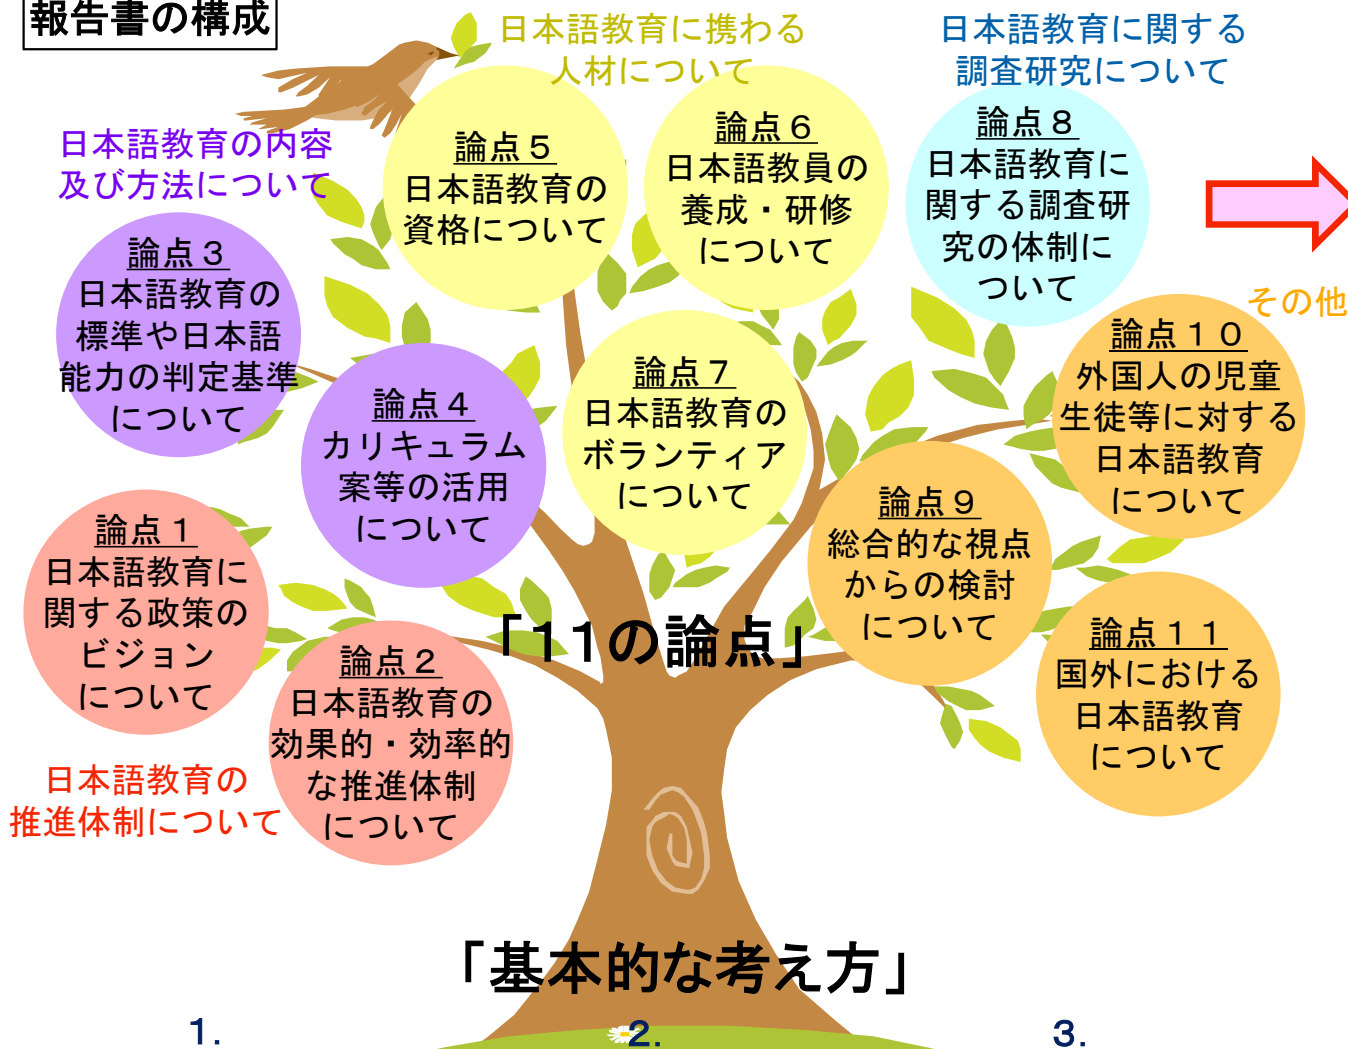 報告書の構成
日本語教育に携わる
人材について
日本語教育に関する
調査研究について
日本語教育の内容
及び方法について
論点５
日本語教育の
資格について
論点６
日本語教員の
養成・研修
について
論点８
日本語教育に
関する調査研
究の体制に
ついて
論点３
日本語教育の
標準や日本語
能力の判定基準
について
論点４
カリキュラム
案等の活用
について
論点７
日本語教育の
ボランティア
について
その他
論点１０
外国人の児童
生徒等に対する
日本語教育
について
論点９
総合的な視点
からの検討
について
論点１
日本語教育に
関する政策の
ビジョン
について
論点２
日本語教育の
効果的・効率的
な推進体制
について
論点１１
国外における
日本語教育
について
「11の論点」
日本語教育の
推進体制について
「基本的な考え方」
1.
2.
3.